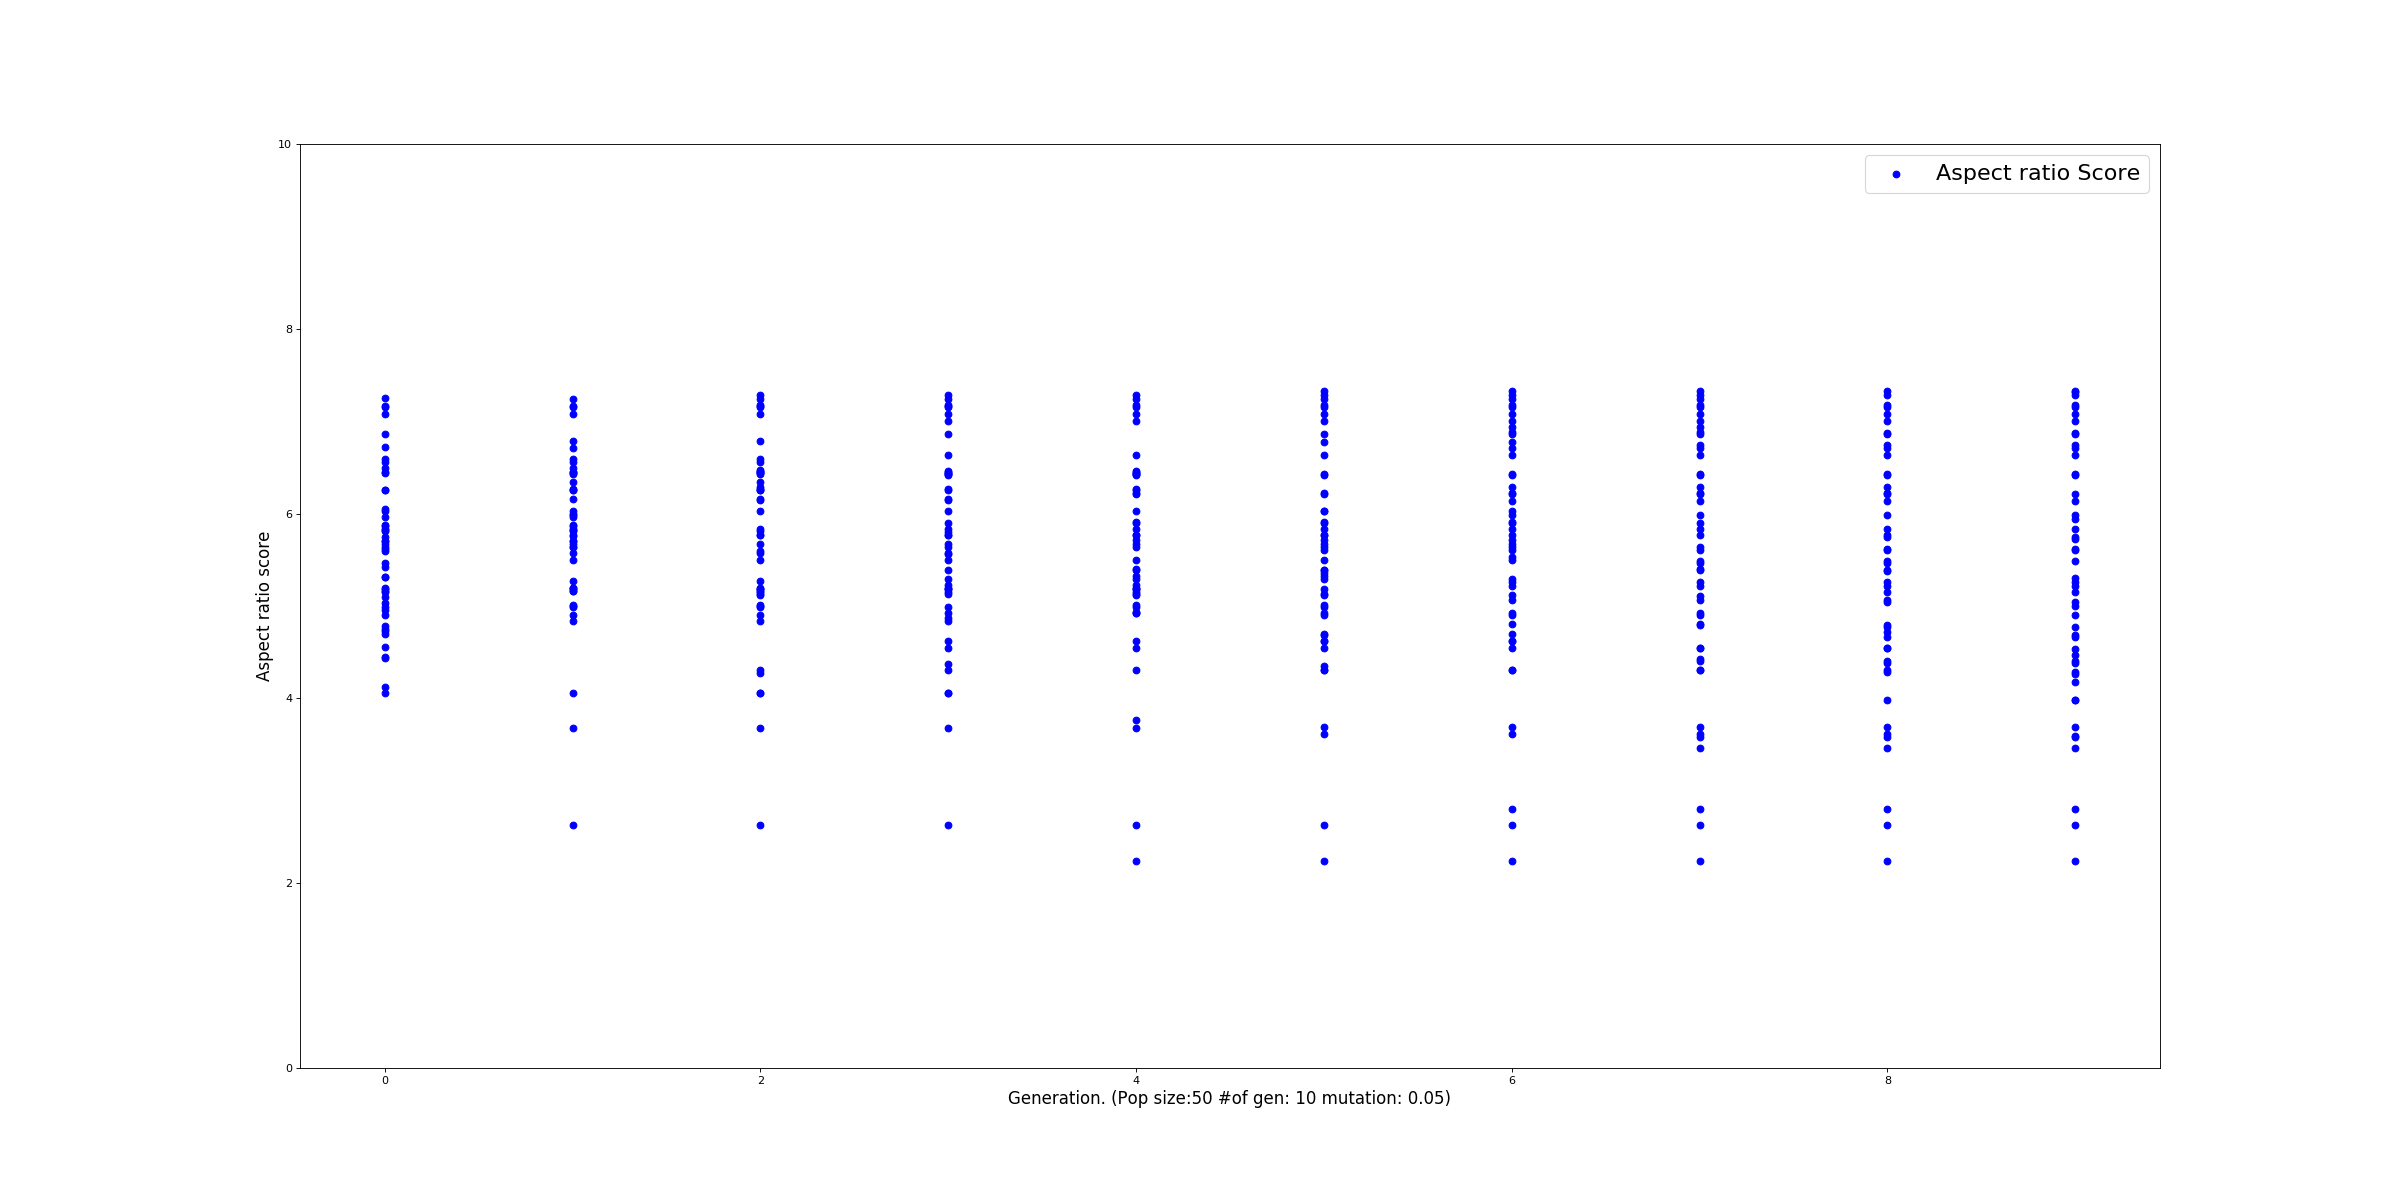 10
Aspect ratio Score
8
6
4
2
0
Aspect ratio score
0 2 4 6 8
Generation. (Pop size:50 #of gen: 10 mutation: 0.05)